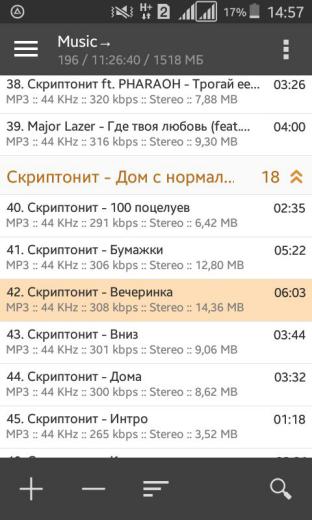 H+ 2 17% 14:57
Music→
196 / 11:26:40 / 1518 МБ
38. Скриптонит ft. PHARAOH - Трогай ее... 03:26
MP3 :: 44 KHz :: 320 kbps :: Stereo :: 7,88 MB
39. Major Lazer - Где твоя любовь (feat.... 04:00
MP3 :: 44 KHz :: 316 kbps :: Stereo :: 9,30 MB
Скриптонит - Дом с нормал... 18
40. Скриптонит - 100 поцелуев 02:35
MP3 :: 44 KHz :: 291 kbps :: Stereo :: 6,42 MB
41. Скриптонит - Бумажки 05:22
MP3 :: 44 KHz :: 306 kbps :: Stereo :: 12,80 MB
42. Скриптонит - Вечеринка 06:03
MP3 :: 44 KHz :: 308 kbps :: Stereo :: 14,36 MB
43. Скриптонит - Вниз 03:44
MP3 :: 44 KHz :: 301 kbps :: Stereo :: 9,06 MB
44. Скриптонит - Дома 03:32
MP3 :: 44 KHz :: 300 kbps :: Stereo :: 8,62 MB
45. Скриптонит - Интро 01:18
MP3 :: 44 KHz :: 265 kbps :: Stereo :: 3,52 MB